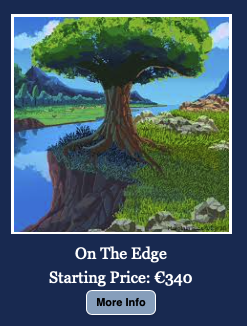 On The Edge
Starting Price: €340
More Info